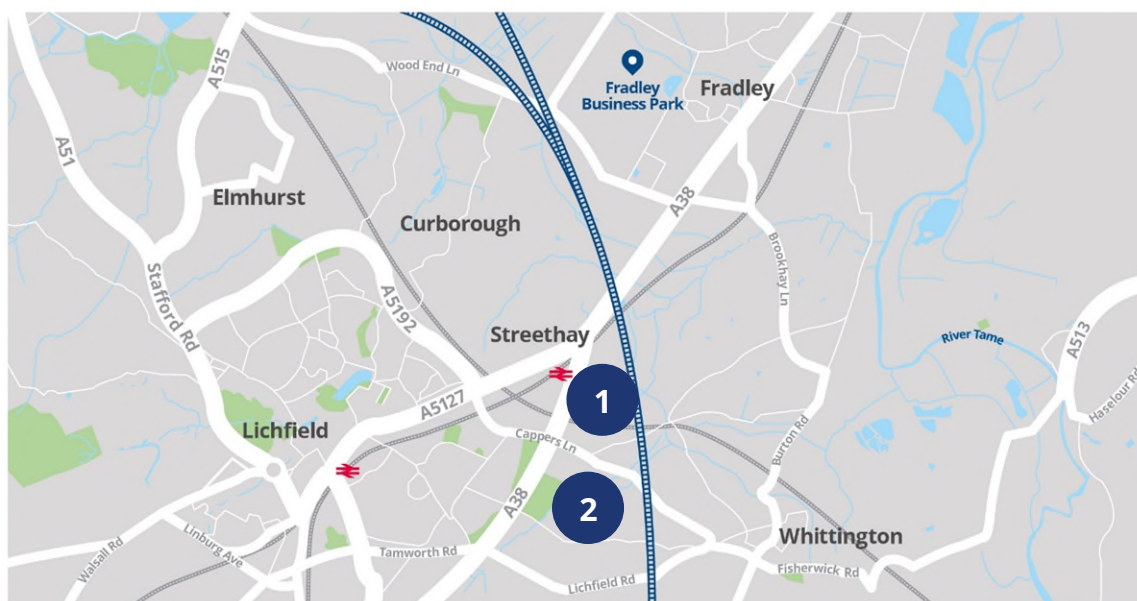 A515
Wood End Ln
Fradley
Business Park
Fradley
A51
Elmhurst
A38
Curborough
Brookhay Ln
Stafford Rd
A5192
Streethay
River Tame
A513
Haselour Rd
A5127
1
Lichfield
Cappers Ln
Burton Rd
A38
2
Whittington
Walsall Rd
Linburg Ave
Tamworth Rd
Lichfield Rd
Fisherwick Rd